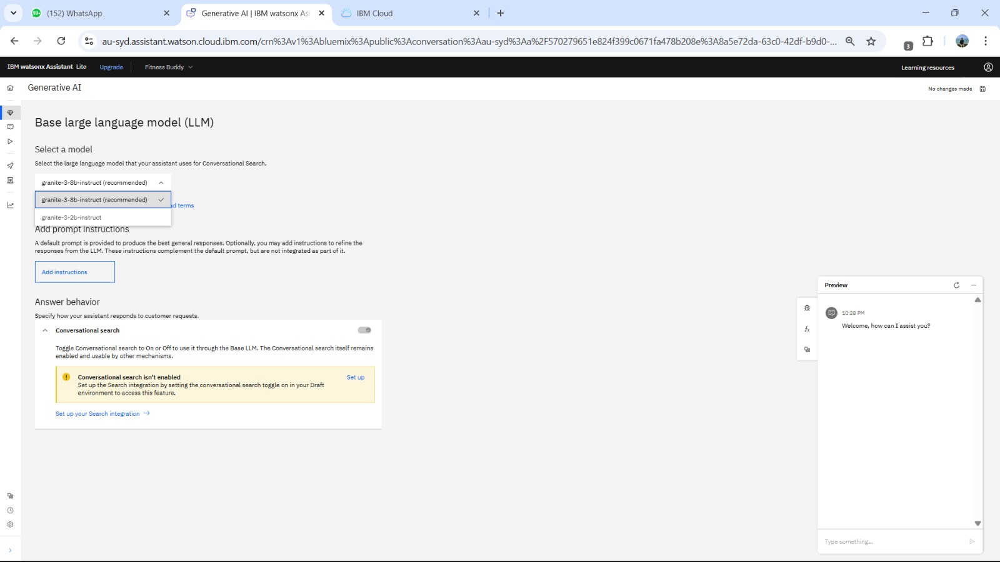 (152) WhatsApp
Generative AI | IBM watsonx As
IBM Cloud
au-syd.assistant.watson.cloud.ibm.com/crn%3Av1%3Abluemix%3Apublic%3Aconversation%3Aau-syd%3Aa%2F570279651e824f399c0671fa478b208e%3A8a5e72da-63c0-42df-b9d0-...
3
IBM watsonx Assistant Lite
Upgrade
Fitness Buddy
Learning resources
Generative AI
No changes made
Base large language model (LLM)
Select a model
Select the large language model that your assistant uses for Conversational Search.
granite-3-8b-instruct (recommended)
granite-3-8b-instruct (recommended)
ad terms
granite-3-2b-instruct
Add prompt instructions
A default prompt is provided to produce the best general responses. Optionally, you may add instructions to refine the
responses from the LLM. These instructions complement the default prompt, but are not integrated as part of it.
Add instructions
Answer behavior
Specify how your assistant responds to customer requests.
Conversational search
Toggle Conversational search to On or Off to use it through the Base LLM. The Conversational search itself remains
enabled and usable by other mechanisms.
Conversational search isn't enabled
Set up
Set up the Search integration by setting the conversational search toggle on in your Draft
environment to access this feature.
Set up your Search integration
Preview
10:28 PM
Welcome, how can I assist you?
Type something...